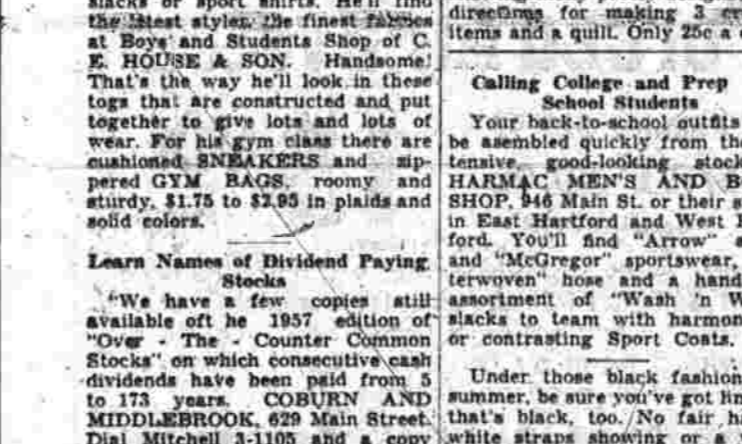 slacks or sport shirts. He'll find
the latest styles, the finest fabrics
at Boys' and Students Shop of C.
E. HOUSE & SON. Handsome!
That's the way he'll look in these
togs that are constructed and put
together to give lots and lots of
wear. For his gym class there are
cushioned SNEAKERS and zip-
pered GYM BAGS, roomy and
sturdy, $1.75 to $2.95 in plaids and
solid colors.
Learn Names of Dividend Paying
Stocks
"We have a few copies still
available oft he 1957 edition of
"Over - The - Counter Common
Stocks" on which consecutive cash
dividends have been paid from 5
to 173 years. COBURN AND
MIDDLEBROOK, 629 Main Street.
Dial Mitchell 3-1105 and a copy
directions for making 3
items and a quilt. Only 25c a
Calling College and Prep
School Students
Your back-to-school outfits
be asembled quickly from the
tensive, good-looking stock
HARMAC MEN'S AND
SHOP, 946 Main St. or their
in East Hartford and West
ford. You'll find "Arrow"
and "McGregor" sportswear,
terwoven" hose and a hand
assortment of "Wash 'n
slacks to team with harmon
or contrasting Sport Coats.
Under those black fashion
summer, be sure you've got
that's black, too. No fair
white straps showing or a